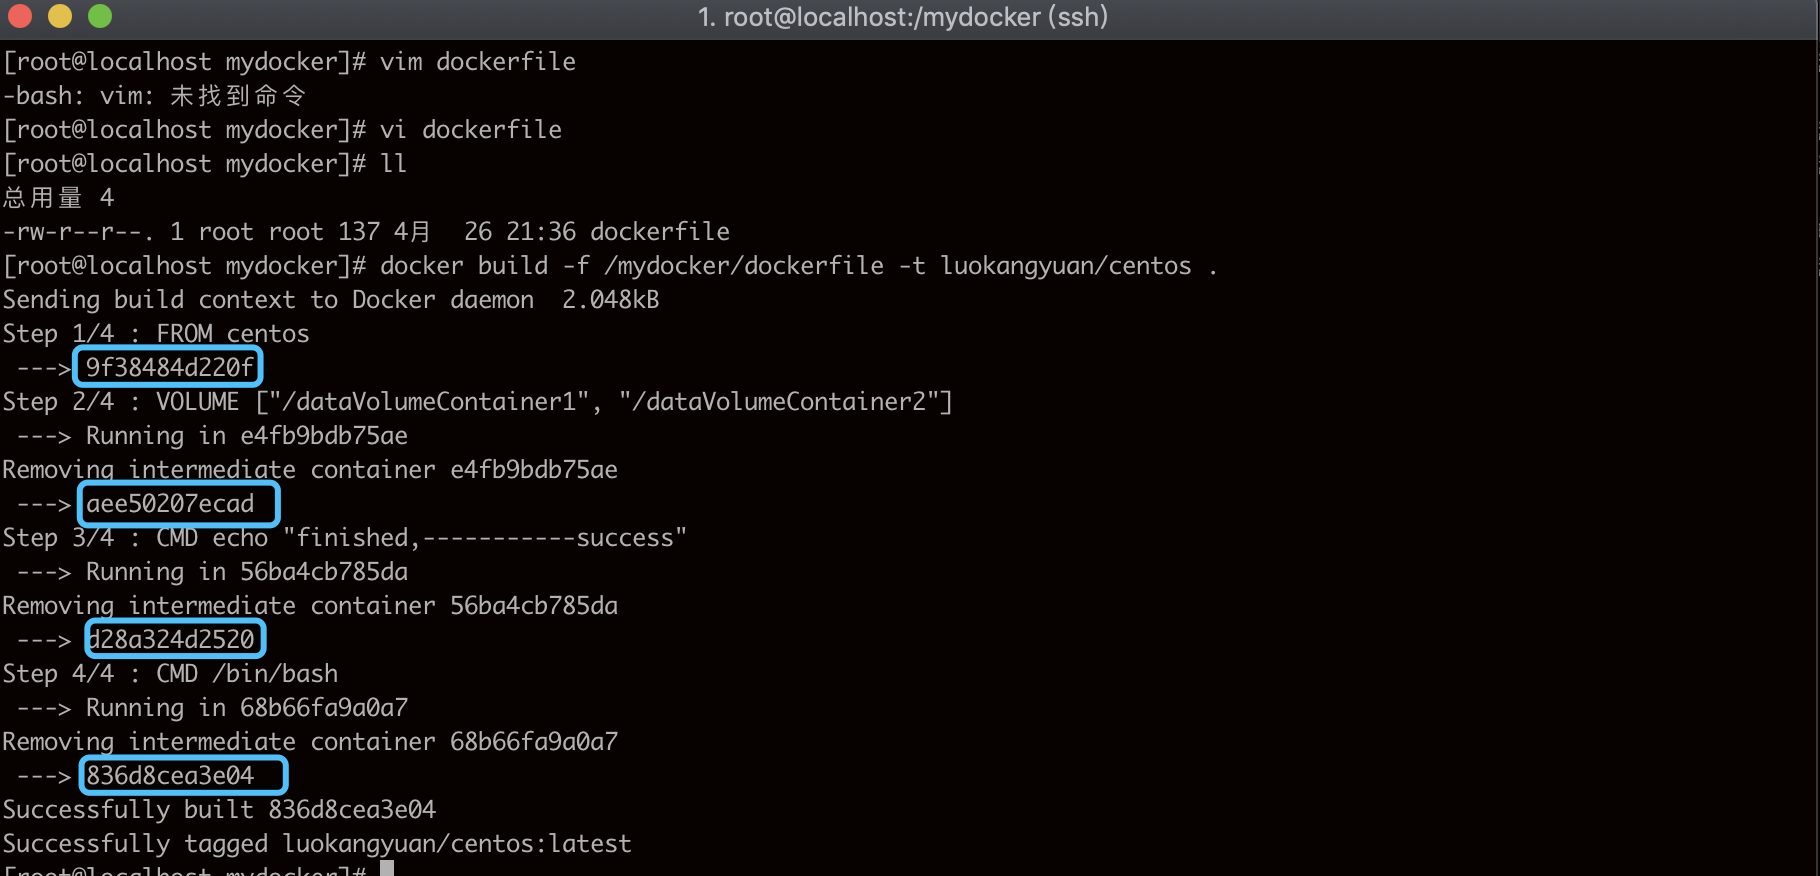 1. root@localhost:/mydocker (ssh)
[root@localhost mydocker]# vim dockerfile
-bash: vim: 未找到命令
[root@localhost mydocker]# vi dockerfile
[root@localhost mydocker]# ll
总用量 4
-rw-r--r--. 1 root root 137 4月  26 21:36 dockerfile
[root@localhost mydocker]# docker build -f /mydocker/dockerfile -t luokangyuan/centos .
Sending build context to Docker daemon  2.048kB
Step 1/4 : FROM centos
 ---> 9f38484d220f
Step 2/4 : VOLUME ["/dataVolumeContainer1", "/dataVolumeContainer2"]
 ---> Running in e4fb9bdb75ae
Removing intermediate container e4fb9bdb75ae
 ---> aee50207ecad
Step 3/4 : CMD echo "finished,-----------success"
 ---> Running in 56ba4cb785da
Removing intermediate container 56ba4cb785da
 ---> d28a324d2520
Step 4/4 : CMD /bin/bash
 ---> Running in 68b66fa9a0a7
Removing intermediate container 68b66fa9a0a7
 ---> 836d8cea3e04
Successfully built 836d8cea3e04
Successfully tagged luokangyuan/centos:latest
[root@localhost mydocker]#